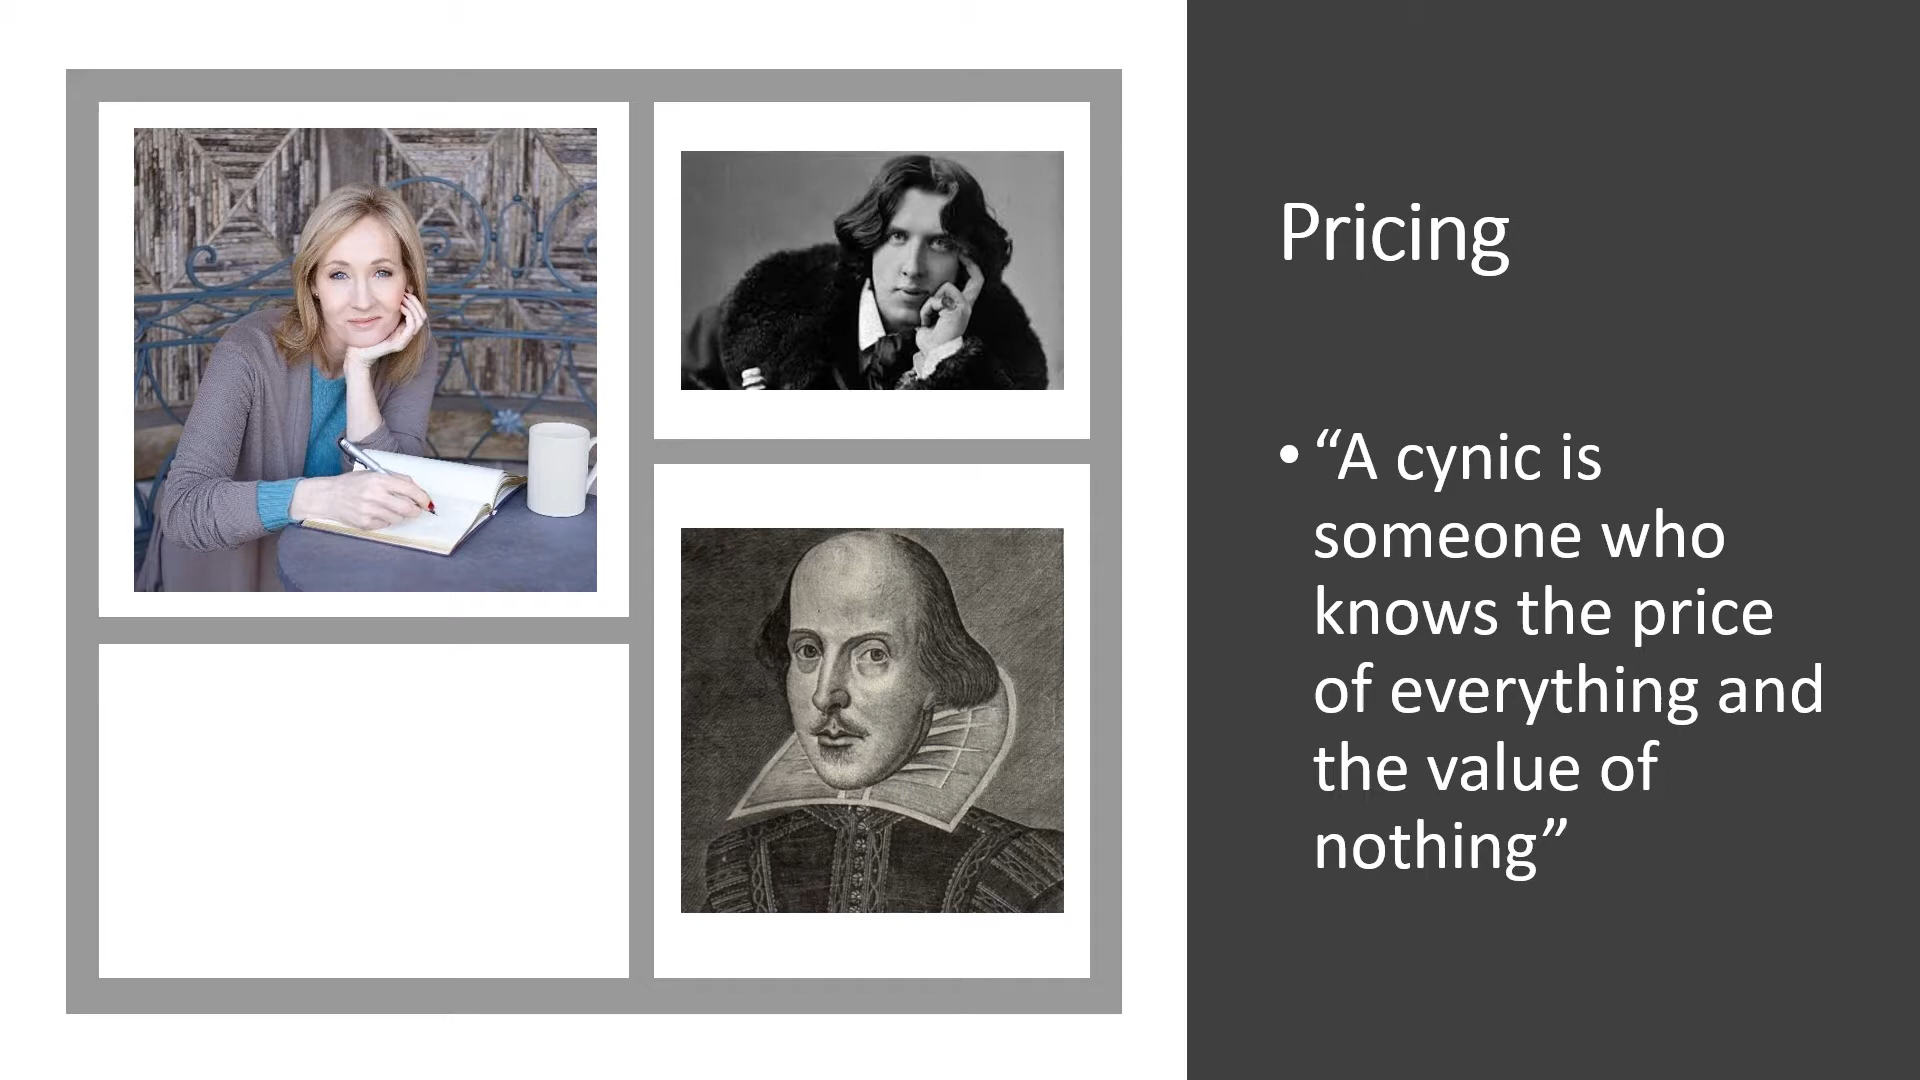 Pricing
• “A cynic is
someone who
knows the price
of everything and
the value of
nothing”